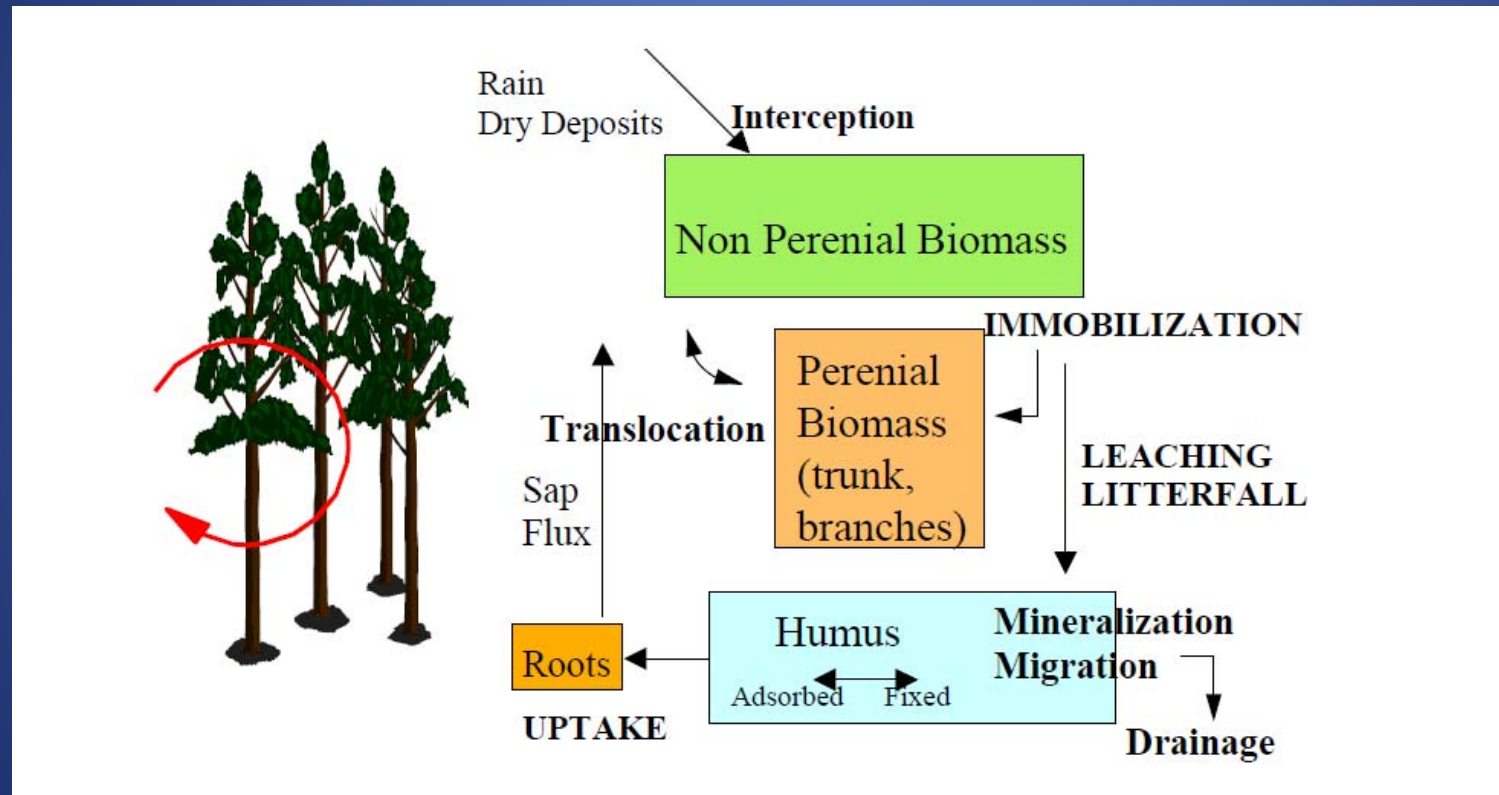 Rain
Dry Deposits
Interception
Non Perenial Biomass
IMMOBILIZATION
Perenial
Biomass
(trunk,
branches)
Translocation
LEACHING
LITTERFALL
Sap
Flux
Humus
Mineralization
Migration
Roots
Adsorbed Fixed
UPTAKE
Drainage